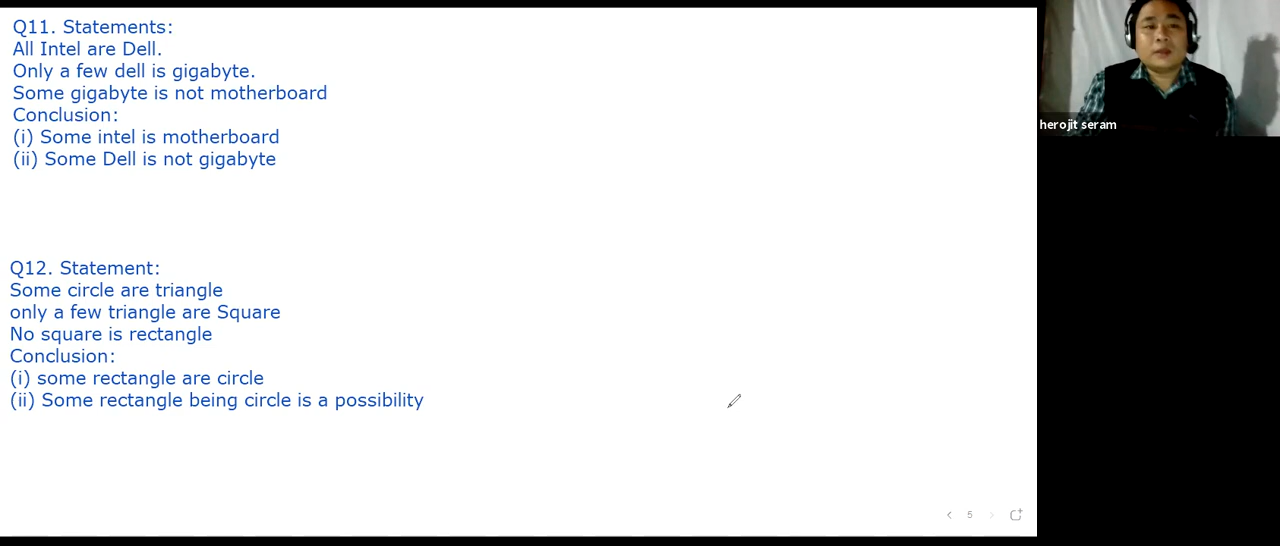 Q11. Statements:
All Intel are Dell.
Only a few dell is gigabyte.
Some gigabyte is not motherboard
Conclusion:
(i) Some intel is motherboard
(ii) Some Dell is not gigabyte
Q12. Statement:
Some circle are triangle
only a few triangle are Square
No square is rectangle
Conclusion:
(i) some rectangle are circle
(ii) Some rectangle being circle is a possibility
herojit seram
5